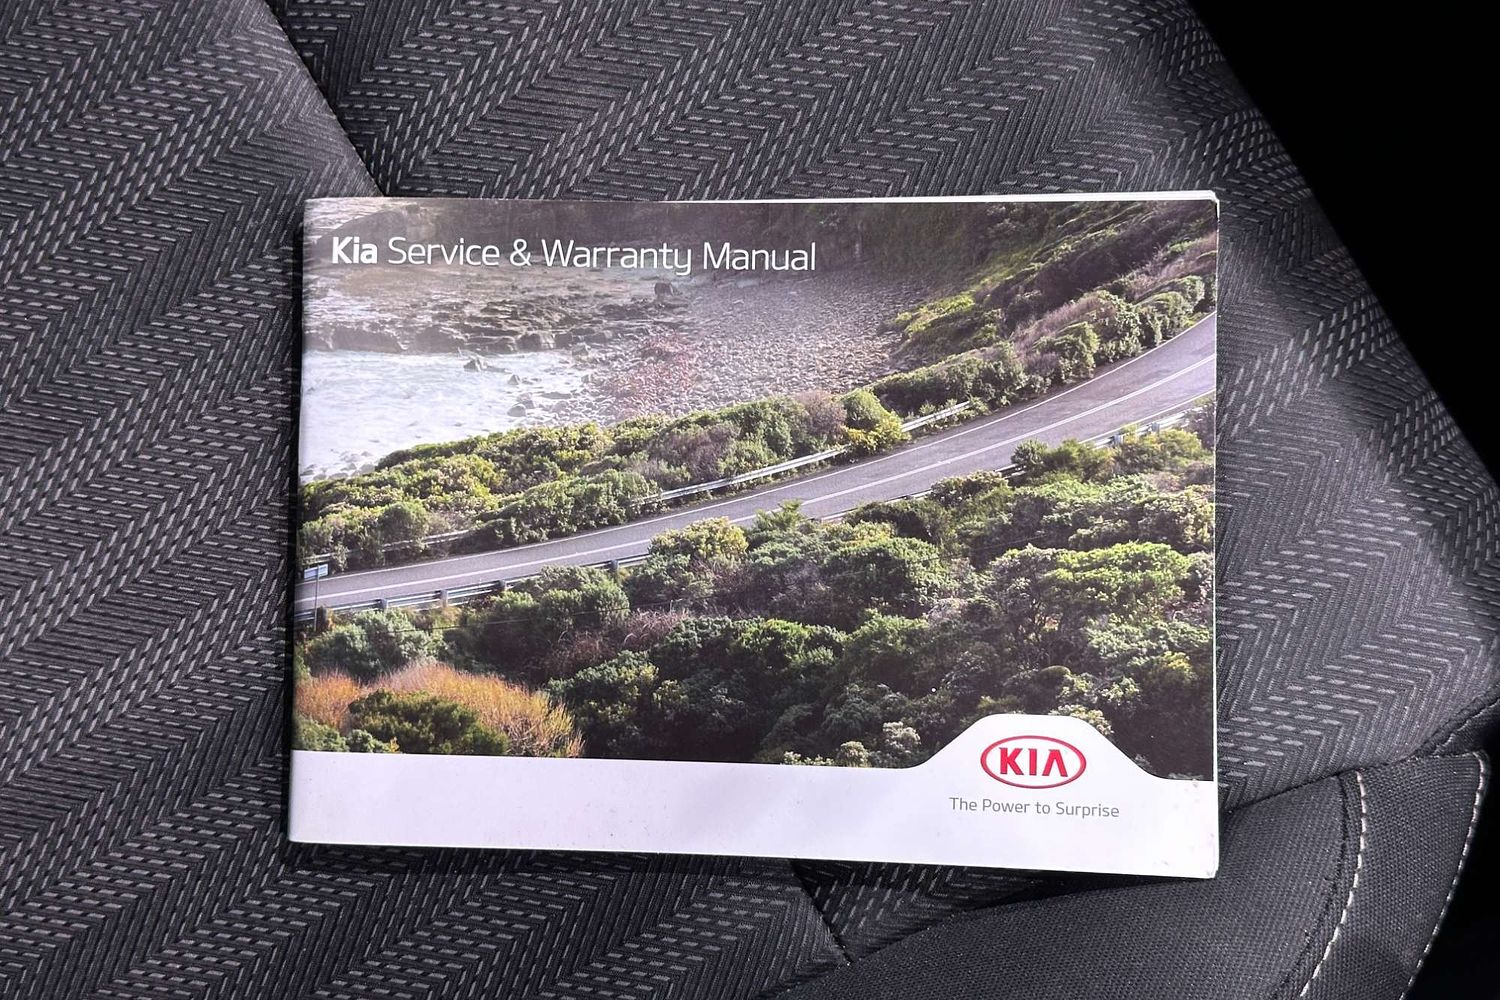 Kia Service & Warranty Manual
KIA
The Power to Surprise